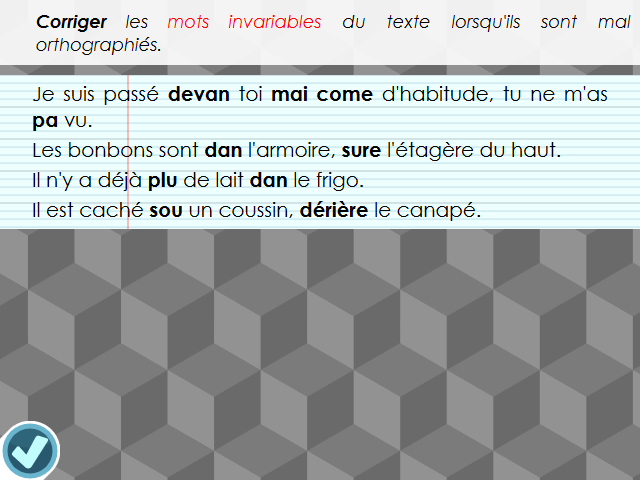 Corriger les mots invariables du texte lorsqu'ils sont mal
orthographiés.
Je suis passé devan toi mai come d'habitude, tu ne m'as
pa vu.
Les bonbons sont dan l'armoire, sure l'étagère du haut.
Il n'y a déjà plu de lait dan le frigo.
Il est caché sou un coussin, dérière le canapé.